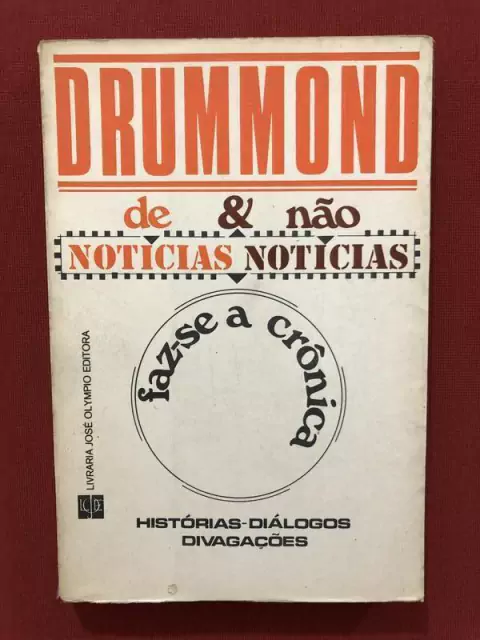 DRUMMOND
de & não
NOTÍCIAS NOTÍCIAS
faz-se a crônica
LIVRARIA JOSÉ OLYMPIO EDITORA
HISTÓRIAS-DIÁLOGOS
DIVAGAÇÕES